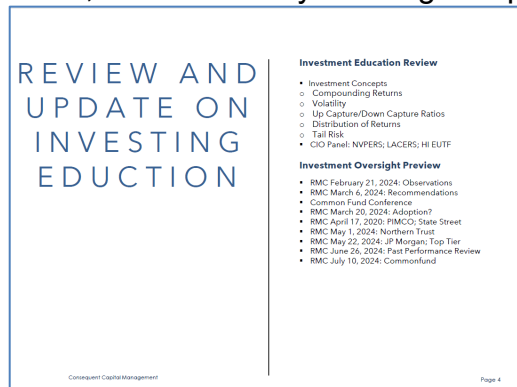 REVIEW AND
UPDATE ON
INVESTING
EDUCTION
Investment Education Review
▪ Investment Concepts
o Compounding Returns
o Volatility
o Up Capture/Down Capture Ratios
o Distribution of Returns
o Tail Risk
▪ CIO Panel: NVPERS; LACERS; HI EUTF
Investment Oversight Preview
▪ RMC February 21, 2024: Observations
▪ RMC March 6, 2024: Recommendations
▪ Common Fund Conference
▪ RMC March 20, 2024: Adoption?
▪ RMC April 17, 2020: PIMCO; State Street
▪ RMC May 1, 2024: Northern Trust
▪ RMC May 22, 2024: JP Morgan; Top Tier
▪ RMC June 26, 2024: Past Performance Review
▪ RMC July 10, 2024: Commonfund
Consequent Capital Management
Page 4